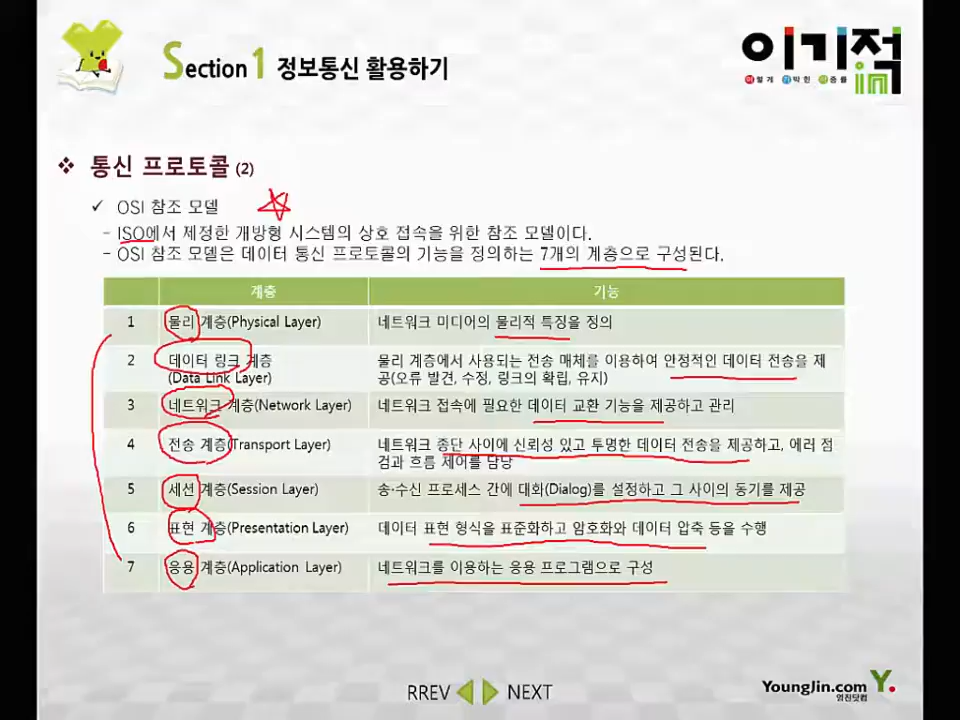 Section 1 정보통신 활용하기
이기적in
이렇게 기막힌 적중률
❖ 통신 프로토콜 (2)
✓ OSI 참조 모델
- ISO에서 제정한 개방형 시스템의 상호 접속을 위한 참조 모델이다.
- OSI 참조 모델은 데이터 통신 프로토콜의 기능을 정의하는 7개의 계층으로 구성된다.
계층 기능
1 물리 계층(Physical Layer) 네트워크 미디어의 물리적 특징을 정의
2 데이터 링크 계층 물리 계층에서 사용되는 전송 매체를 이용하여 안정적인 데이터 전송을 제
(Data Link Layer) 공(오류 발견, 수정, 링크의 확립, 유지)
3 네트워크 계층(Network Layer) 네트워크 접속에 필요한 데이터 교환 기능을 제공하고 관리
4 전송 계층(Transport Layer) 네트워크 종단 사이에 신뢰성 있고 투명한 데이터 전송을 제공하고, 에러 점
검과 흐름 제어를 담당
5 세션 계층(Session Layer) 송·수신 프로세스 간에 대화(Dialog)를 설정하고 그 사이의 동기를 제공
6 표현 계층(Presentation Layer) 데이터 표현 형식을 표준화하고 암호화와 데이터 압축 등을 수행
7 응용 계층(Application Layer) 네트워크를 이용하는 응용 프로그램으로 구성
RREV NEXT
YoungJin.com Y.
영진닷컴